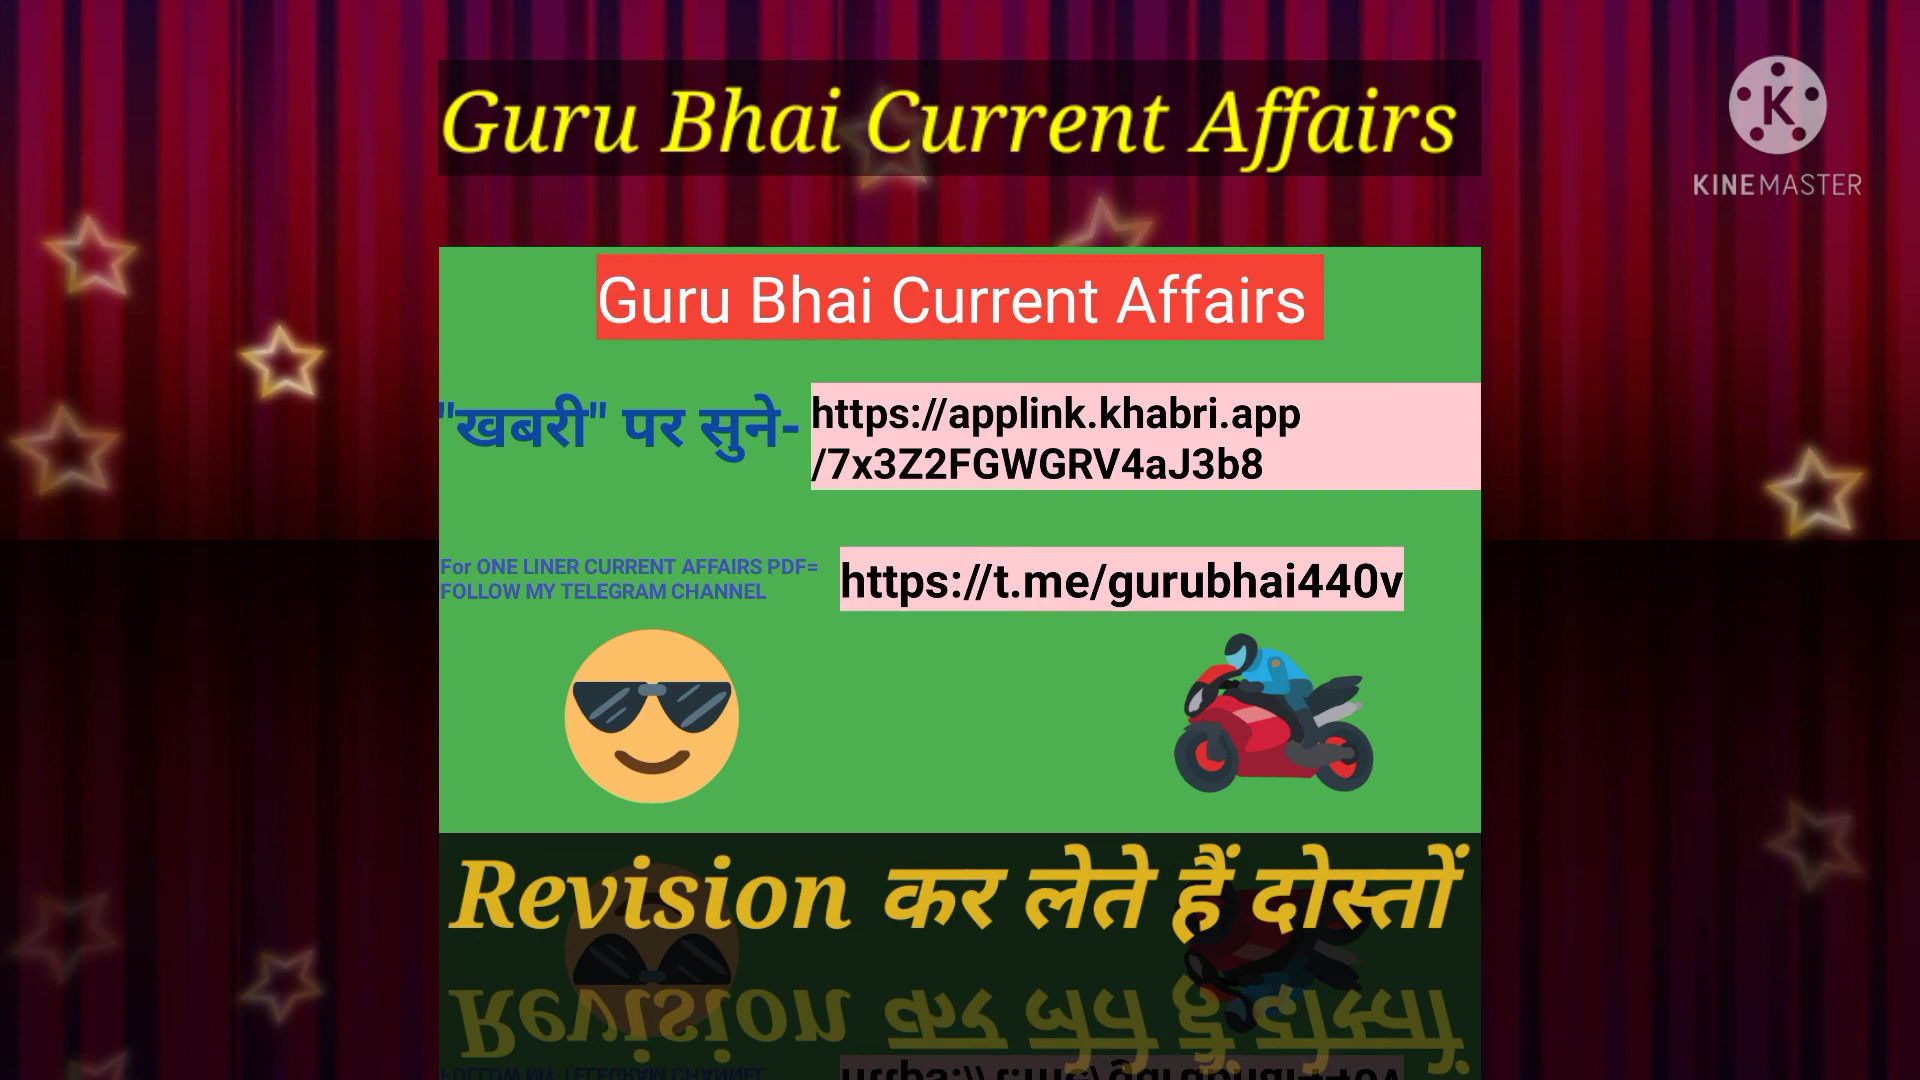 Guru Bhai Current Affairs
K
KINEMASTER
Guru Bhai Current Affairs
"खबरी" पर सुने-
https://applink.khabri.app
/7x3Z2FGWGRV4aJ3b8
For ONE LINER CURRENT AFFAIRS PDF=
FOLLOW MY TELEGRAM CHANNEL
https://t.me/gurubhai440v
Revision कर लेते हैं दोस्तों